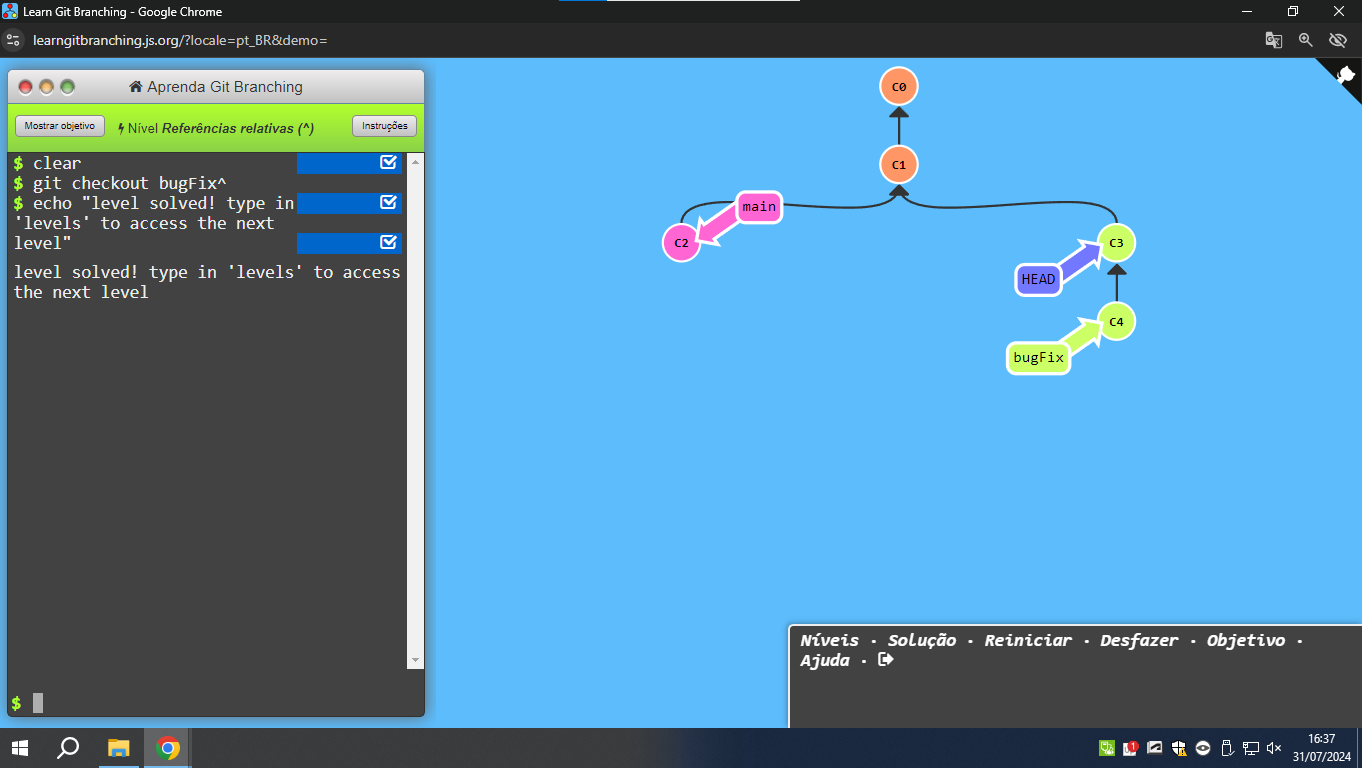 Learn Git Branching - Google Chrome
learngitbranching.js.org/?locale=pt_BR&demo=
Aprenda Git Branching
Mostrar objetivo
Nível Referências relativas (^)
Instruções
$ clear
$ git checkout bugFix^
$ echo "level solved! type in
'levels' to access the next
level"
level solved! type in 'levels' to access
the next level
$
C0
C1
main
C2
C3
HEAD
C4
bugFix
Níveis · Solução · Reiniciar · Desfazer · Objetivo ·
Ajuda ·
1
16:37
31/07/2024